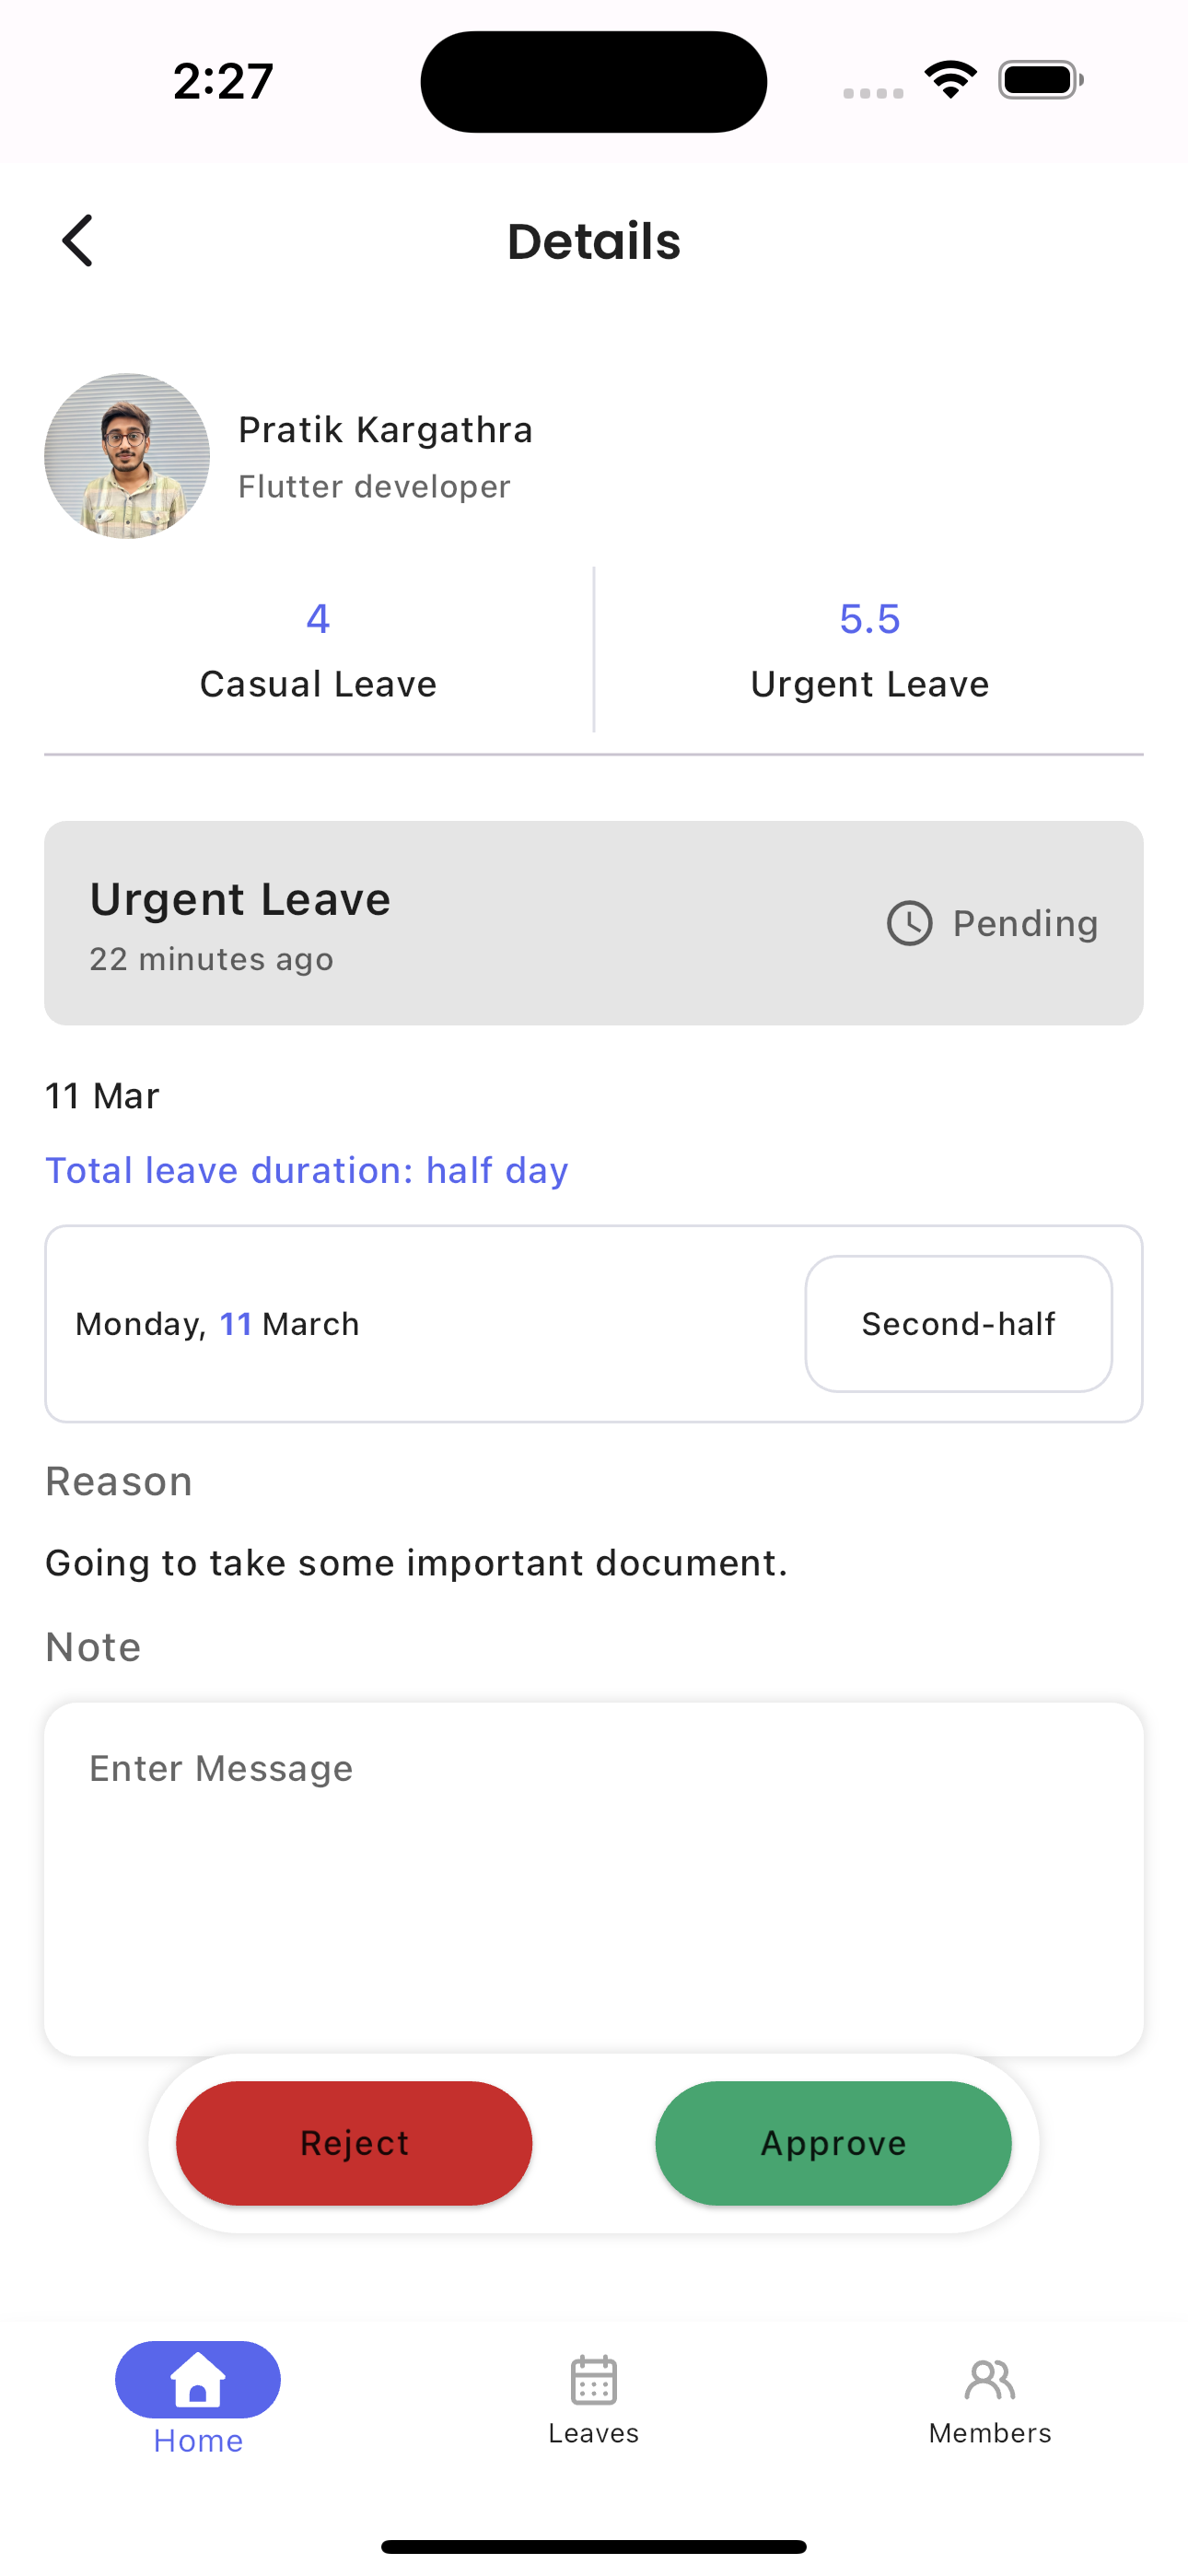 2:27
Details
Pratik Kargathra
Flutter developer
4
Casual Leave
5.5
Urgent Leave
Urgent Leave
22 minutes ago
Pending
11 Mar
Total leave duration: half day
Monday, 11 March
Second-half
Reason
Going to take some important document.
Note
Enter Message
Reject
Approve
Home
Leaves
Members